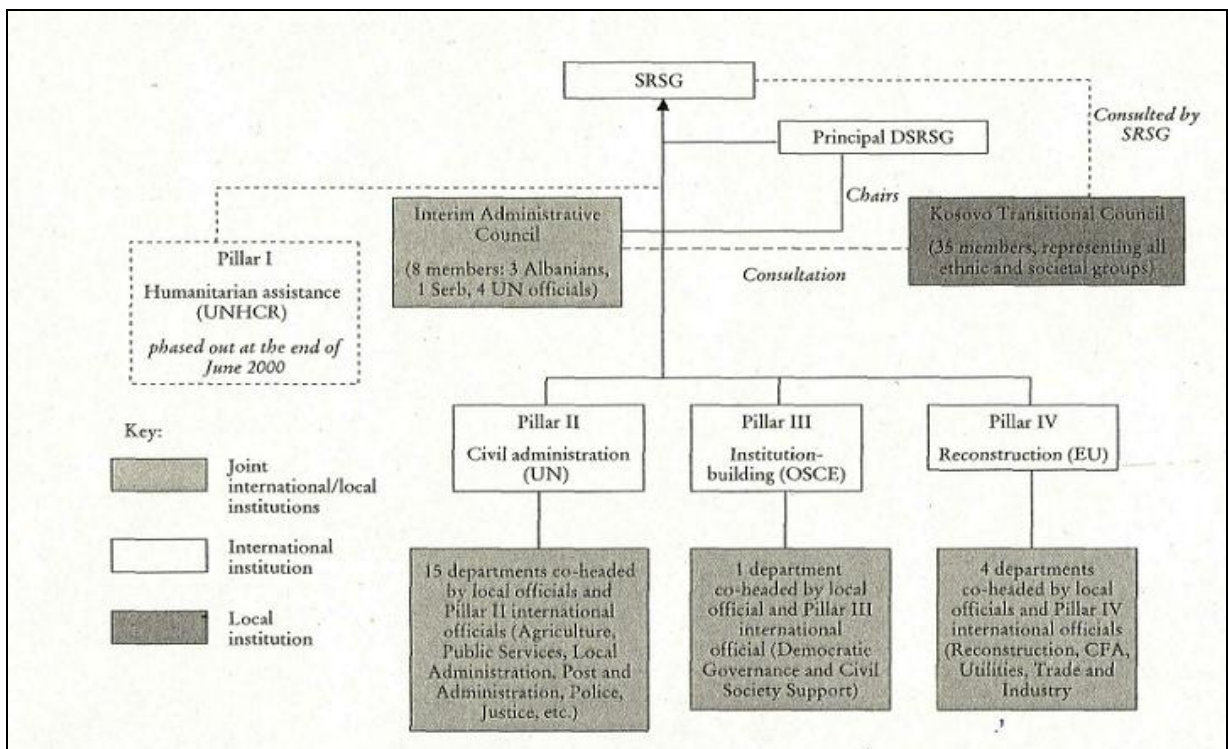 SRSG
Consulted by
SRSG
Principal DSRSG
Chairs
Interim Administrative
Council
(8 members: 3 Albanians,
1 Serb, 4 UN officials)
Kosovo Transitional Council
(35 members, representing all
ethnic and societal groups)
Consultation
Pillar I
Humanitarian assistance
(UNHCR)
phased out at the end of
June 2000
Pillar II
Civil administration
(UN)
Pillar III
Institution-
building (OSCE)
Pillar IV
Reconstruction (EU)
Key:
Joint
international/local
institutions
International
institution
Local
institution
15 departments co-headed
by local officials and
Pillar II international
officials (Agriculture,
Public Services, Local
Administration, Post and
Administration, Police,
Justice, etc.)
1 department
co-headed by local
official and Pillar III
international
official (Democratic
Governance and Civil
Society Support)
4 departments
co-headed by local
officials and Pillar IV
international officials
(Reconstruction, CFA,
Utilities, Trade and
Industry